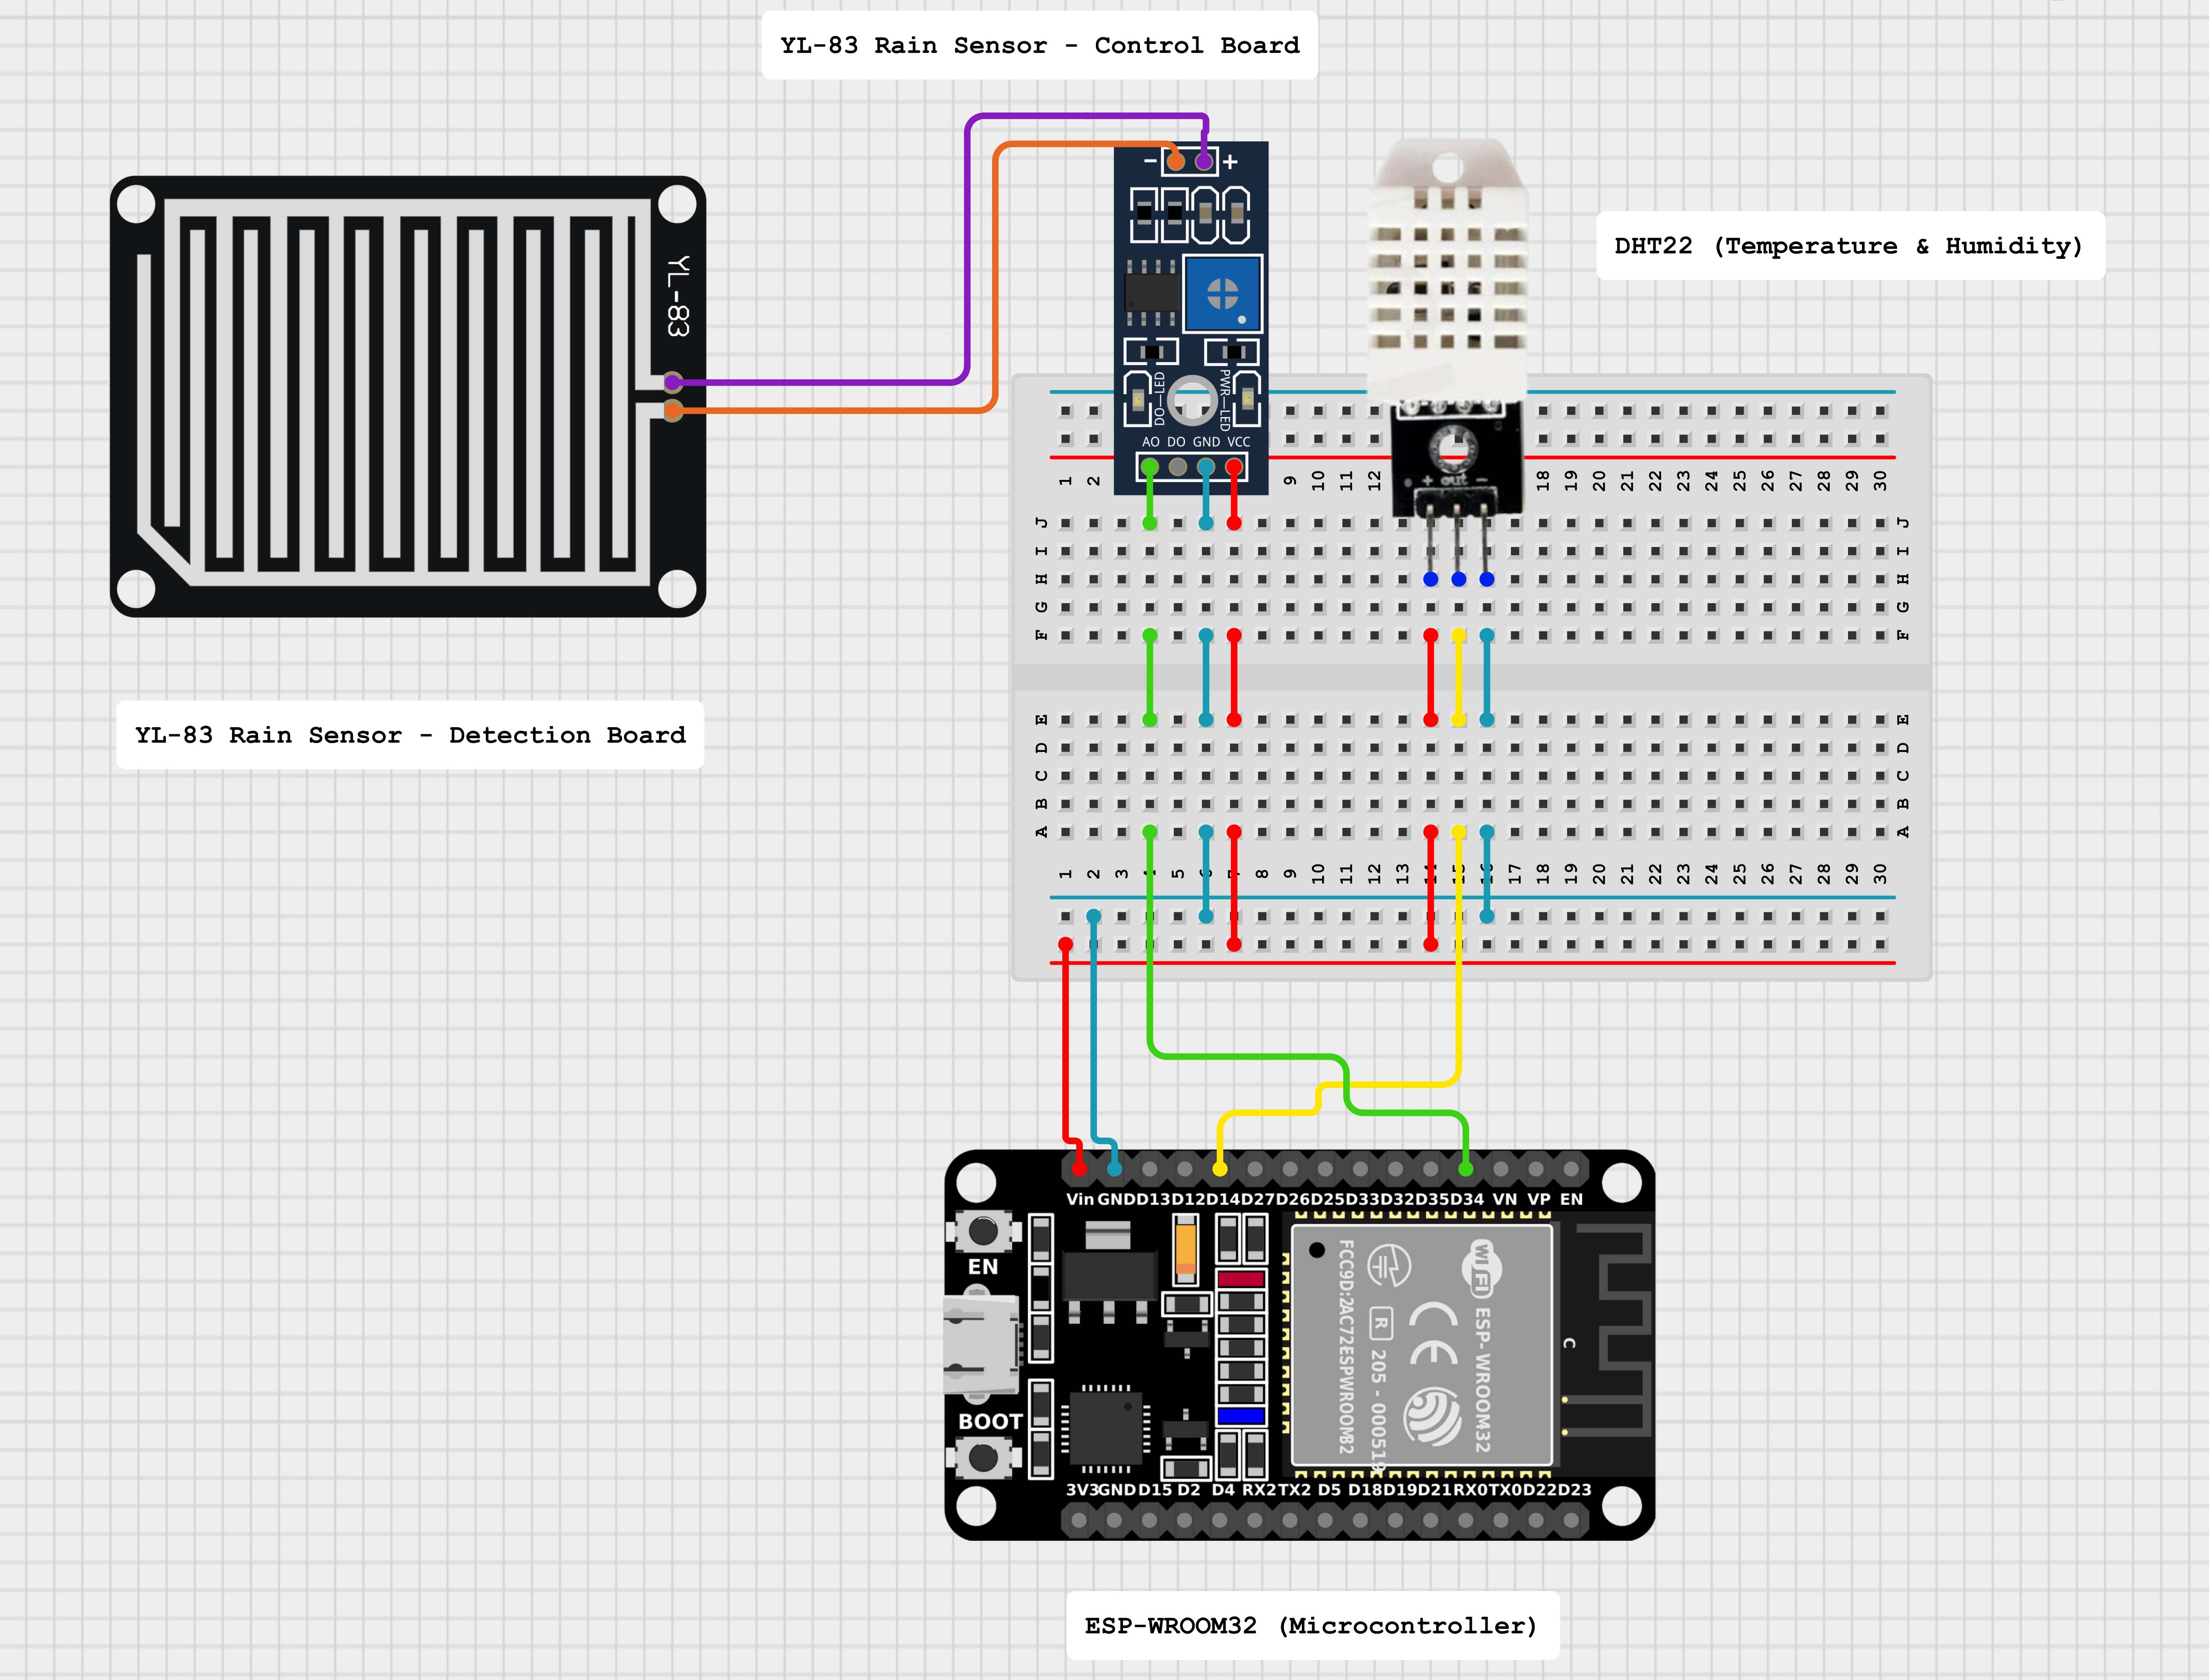 YL-83 Rain Sensor - Control Board
- +
DHT22 (Temperature & Humidity)
YL-83
DO-LED
PWR-LED
AO DO GND VCC
+ out -
1 2 9 10 11 12 18 19 20 21 22 23 24 25 26 27 28 29 30
J J
I I
H H
G G
F F
YL-83 Rain Sensor - Detection Board
E E
D D
C C
B B
A A
1 2 3 4 5 6 7 8 9 10 11 12 13 14 15 16 17 18 19 20 21 22 23 24 25 26 27 28 29 30
Vin GND D13 D12 D14 D27 D26 D25 D33 D32 D35 D34 VN VP EN
EN
BOOT
FCC9D:2AC72ESPWROOM32
R 205 - 000519
CE
WiFi
ESP-WROOM32
C
3V3 GND D15 D2 D4 RX2 TX2 D5 D18 D19 D21 RX0 TX0 D22 D23
ESP-WROOM32 (Microcontroller)